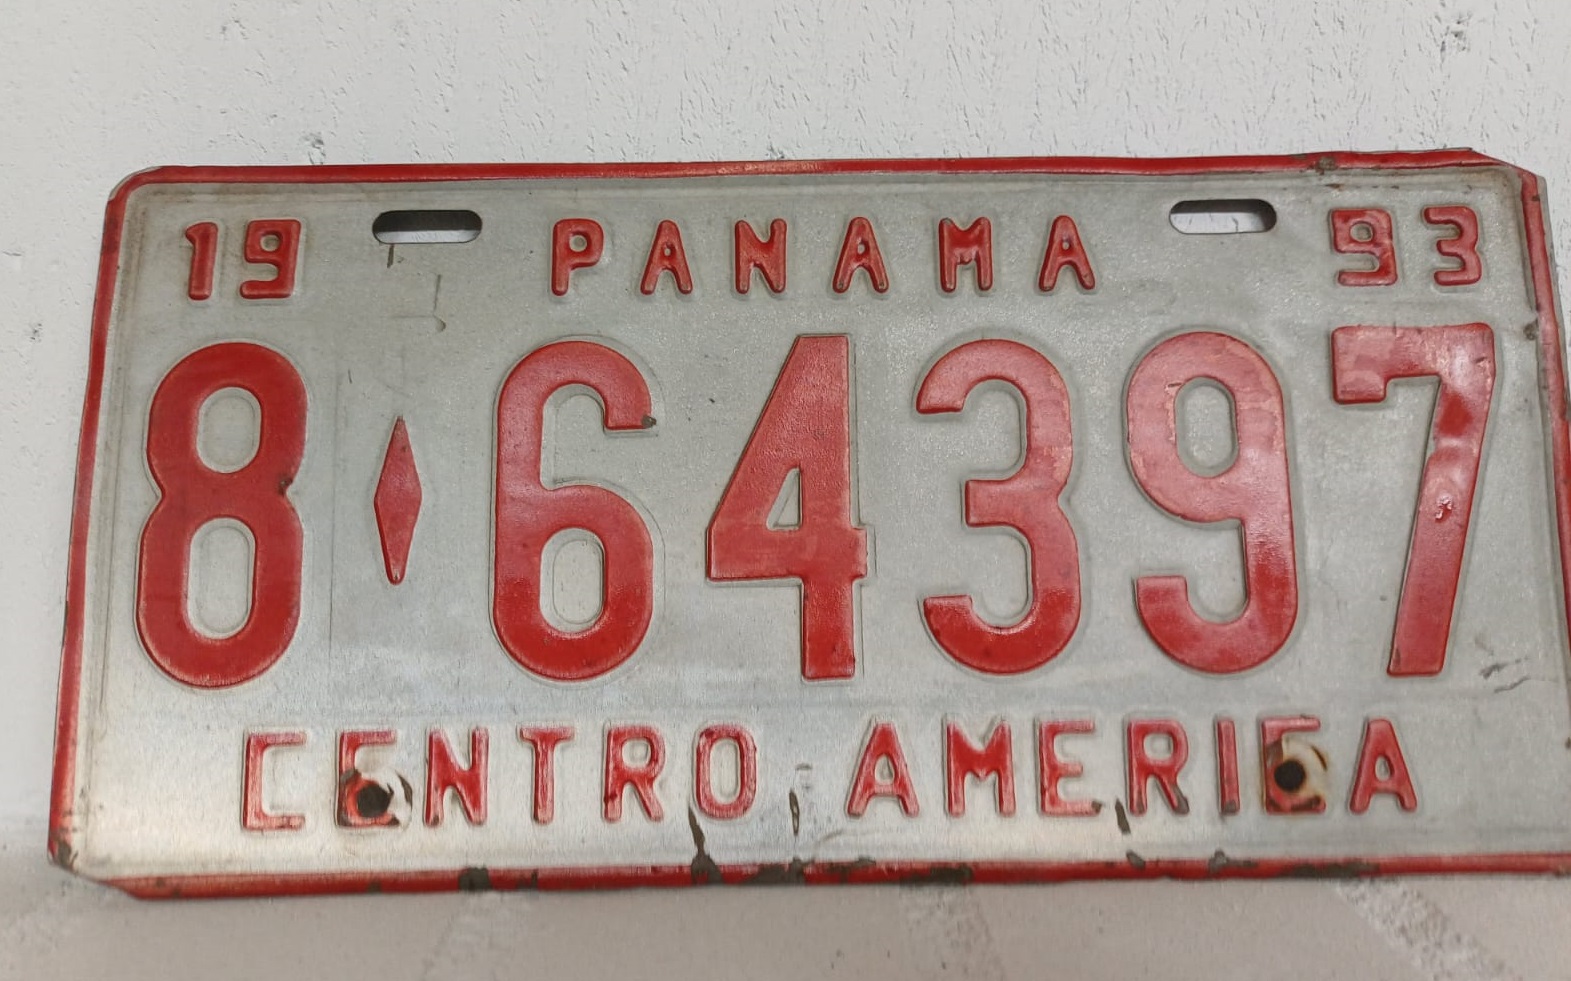 19 PANAMA 93
8♦64397
CENTRO AMERICA